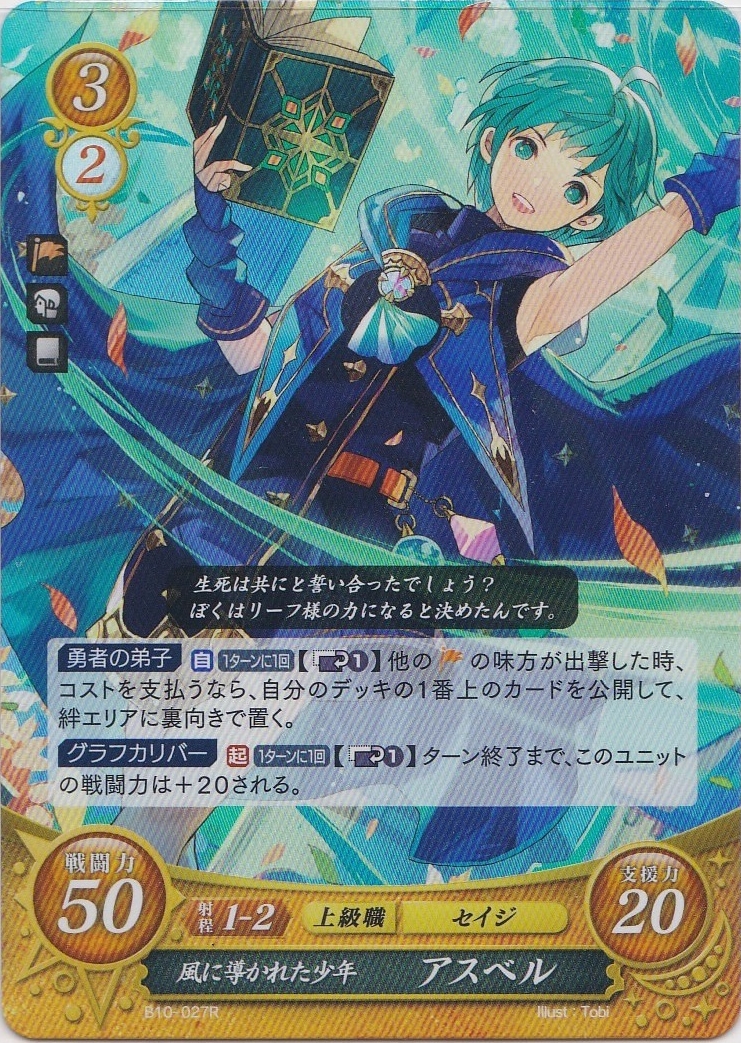 3
2
生死は共にと誓い合ったでしょう？
ぼくはリーフ様の力になると決めたんです。
勇者の弟子 自 1ターンに1回【1】他の の味方が出撃した時、
コストを支払うなら、自分のデッキの1番上のカードを公開して、
絆エリアに裏向きで置く。
グラフカリバー 起 1ターンに1回【1】ターン終了まで、このユニット
の戦闘力は＋20される。
戦闘力
50
射程 1-2 上級職 セイジ
支援力
20
風に導かれた少年 アスベル
B10-027R Illust : Tobi